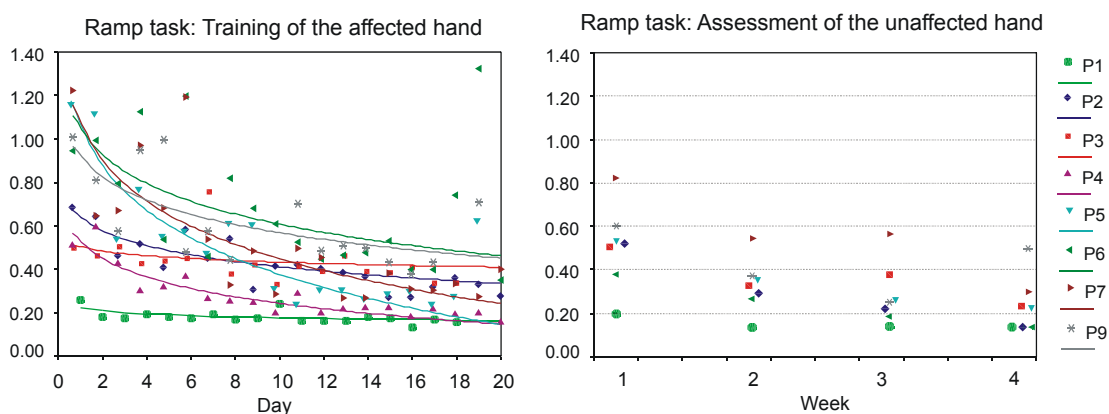 Ramp task: Training of the affected hand
1.40
1.20
1.00
0.80
0.60
0.40
0.20
0.00
0 2 4 6 8 10 12 14 16 18 20
Day
Ramp task: Assessment of the unaffected hand
1.40
1.20
1.00
0.80
0.60
0.40
0.20
0.00
1 2 3 4
Week
P1
P2
P3
P4
P5
P6
P7
P9